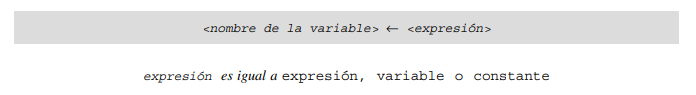 <nombre de la variable> ← <expresión>
expresión es igual a expresión, variable o constante